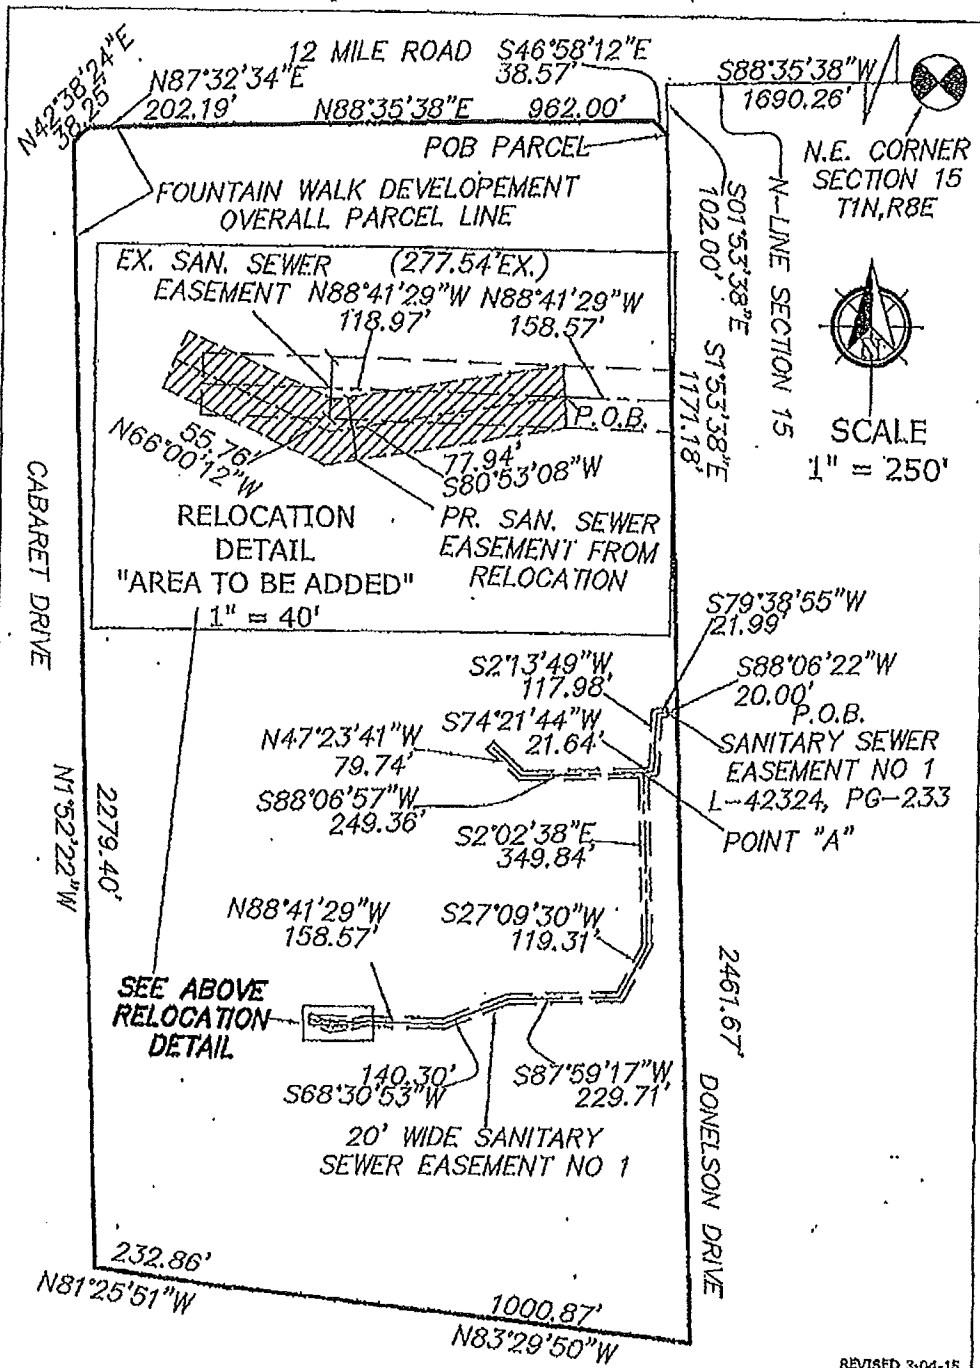 12 MILE ROAD
S46°58'12"E
38.57'
N42°38'24"E
38.25'
N87°32'34"E
202.19'
N88°35'38"E
962.00'
S88°35'38"W
1690.26'
POB PARCEL
N.E. CORNER
SECTION 15
T1N,R8E
FOUNTAIN WALK DEVELOPEMENT
OVERALL PARCEL LINE
S01°53'38"E
102.00'
N-LINE SECTION 15
S1°53'38"E
1171.18'
EX. SAN. SEWER
EASEMENT
(277.54'EX.)
N88°41'29"W
118.97'
N88°41'29"W
158.57'
P.O.B.
N
SCALE
1" = 250'
55.76'
N66°00'12"W
77.94'
S80°53'08"W
RELOCATION
DETAIL
"AREA TO BE ADDED"
1" = 40'
PR. SAN. SEWER
EASEMENT FROM
RELOCATION
CABARET DRIVE
S79°38'55"W
21.99'
S88°06'22"W
20.00'
P.O.B.
SANITARY SEWER
EASEMENT NO 1
L-42324, PG-233
POINT "A"
S2°13'49"W
117.98'
S74°21'44"W
21.64'
N47°23'41"W
79.74'
S88°06'57"W
249.36'
S2°02'38"E
349.84'
N1°52'22"W
2279.40'
N88°41'29"W
158.57'
S27°09'30"W
119.31'
SEE ABOVE
RELOCATION
DETAIL
2461.67'
DONELSON DRIVE
140.30'
S68°30'53"W
S87°59'17"W
229.71'
20' WIDE SANITARY
SEWER EASEMENT NO 1
232.86'
N81°25'51"W
1000.87'
N83°29'50"W
REVISED 3-04-15